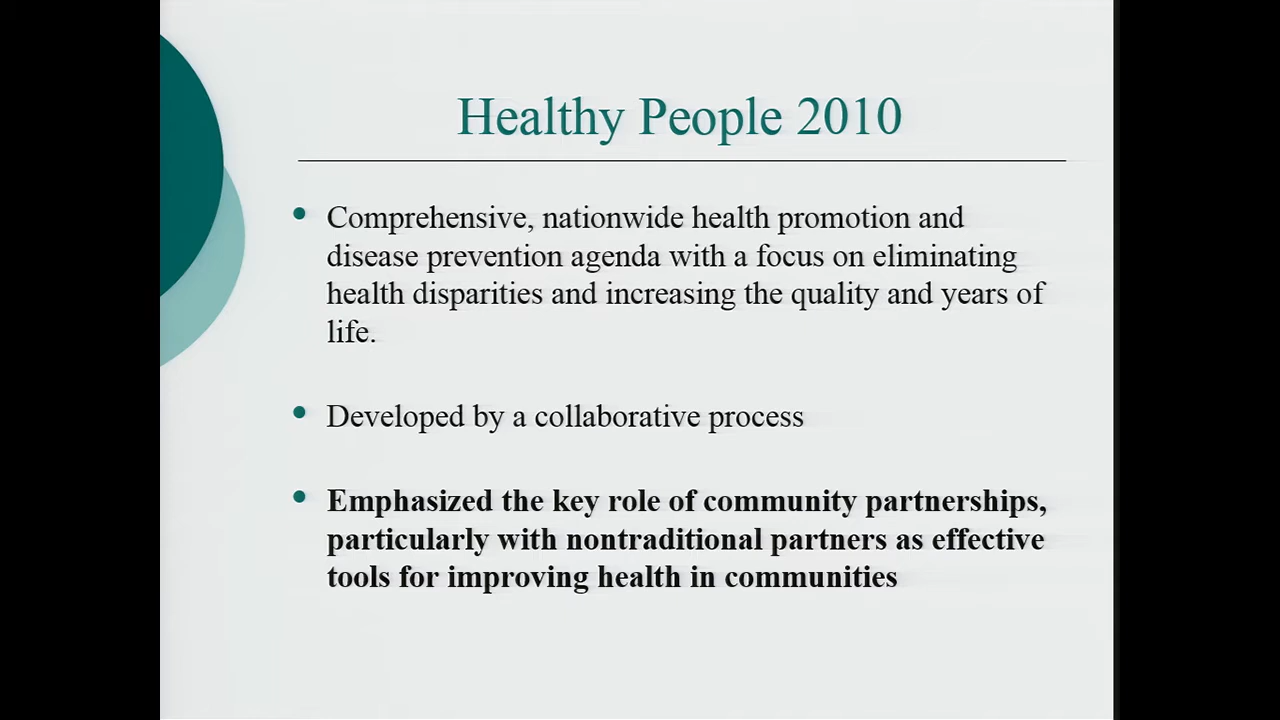 Healthy People 2010
Comprehensive, nationwide health promotion and
disease prevention agenda with a focus on eliminating
health disparities and increasing the quality and years of
life.
Developed by a collaborative process
Emphasized the key role of community partnerships,
particularly with nontraditional partners as effective
tools for improving health in communities